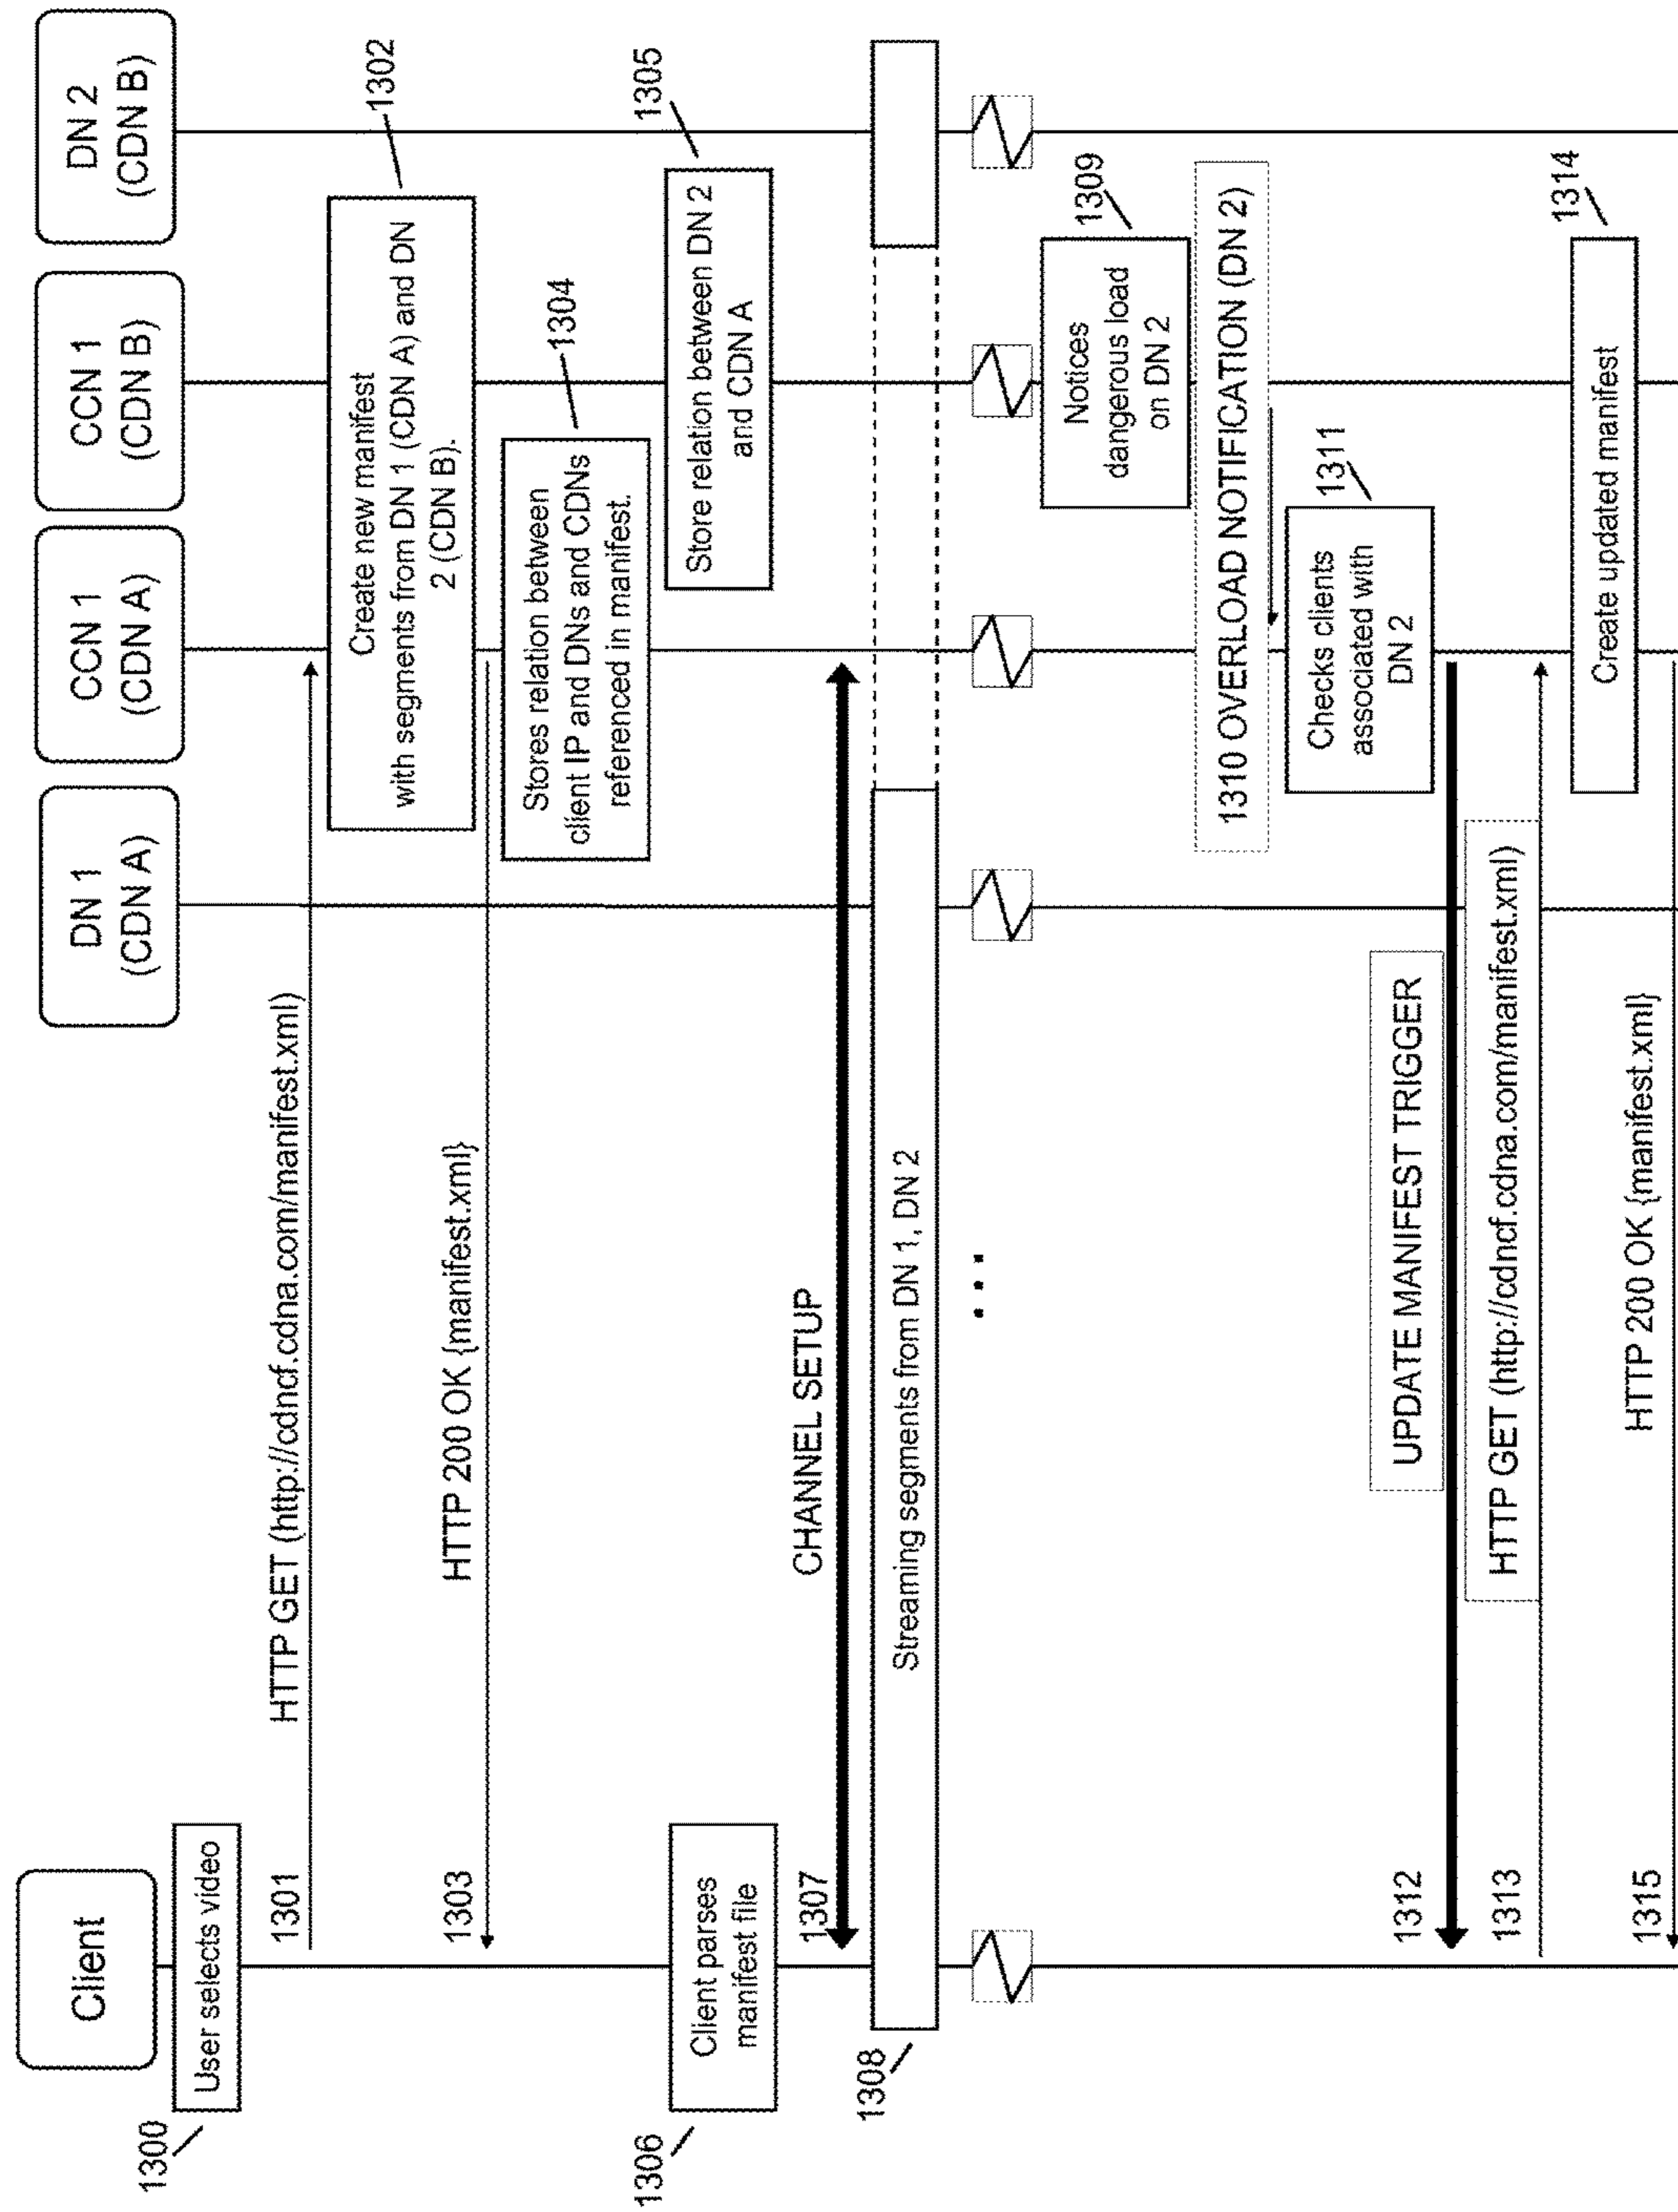 Client
DN 1
(CDN A)
CCN 1
(CDN A)
CCN 1
(CDN B)
DN 2
(CDN B)
1300
User selects video
1301
HTTP GET (http://cdncf.cdna.com/manifest.xml)
Create new manifest
with segments from DN 1 (CDN A) and DN
2 (CDN B).
1302
1303
HTTP 200 OK {manifest.xml}
Stores relation between
client IP and DNs and CDNs
referenced in manifest.
1304
1306
Client parses
manifest file
Store relation between DN 2
and CDN A
1305
1307
CHANNEL SETUP
1308
Streaming segments from DN 1, DN 2
...
Notices
dangerous load
on DN 2
1309
1310 OVERLOAD NOTIFICATION (DN 2)
Checks clients
associated with
DN 2
1311
1312
UPDATE MANIFEST TRIGGER
1313
HTTP GET (http://cdncf.cdna.com/manifest.xml)
Create updated manifest
1314
1315
HTTP 200 OK {manifest.xml}